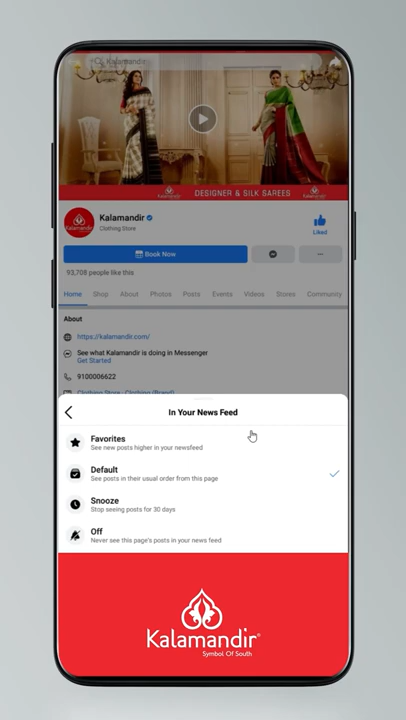 Kalamandir
DESIGNER & SILK SAREES
Kalamandir
Clothing Store
Liked
Book Now
93,708 people like this
Home Shop About Photos Posts Events Videos Stores Community
About
https://kalamandir.com/
See what Kalamandir is doing in Messenger
Get Started
9100006622
Clothing Store · Clothing (Brand)
In Your News Feed
Favorites
See new posts higher in your newsfeed
Default
See posts in their usual order from this page
Snooze
Stop seeing posts for 30 days
Off
Never see this page's posts in your news feed
Kalamandir®
Symbol Of South